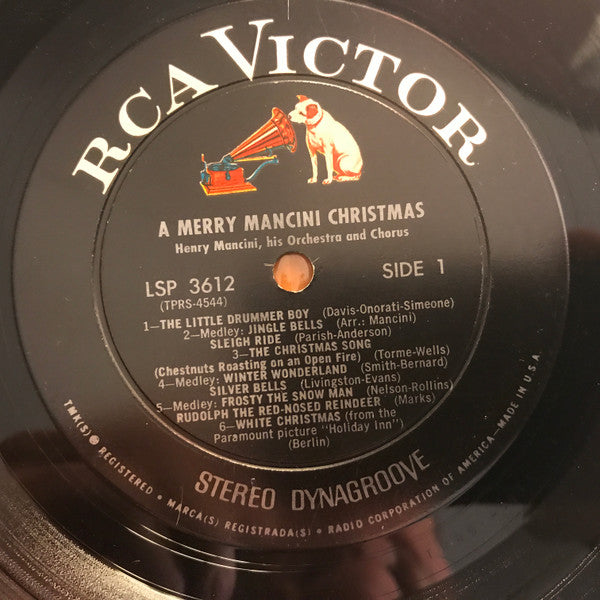 RCA VICTOR
A MERRY MANCINI CHRISTMAS
Henry Mancini, his Orchestra and Chorus
LSP 3612 SIDE 1
(TPRS-4544)
1—THE LITTLE DRUMMER BOY (Davis-Onorati-Simeone)
2—Medley: JINGLE BELLS (Arr.: Mancini)
SLEIGH RIDE (Parish-Anderson)
3—THE CHRISTMAS SONG
(Chestnuts Roasting on an Open Fire) (Torme-Wells)
4—Medley: WINTER WONDERLAND (Smith-Bernard)
SILVER BELLS (Livingston-Evans)
5—Medley: FROSTY THE SNOW MAN (Nelson-Rollins)
RUDOLPH THE RED-NOSED REINDEER (Marks)
6—WHITE CHRISTMAS (from the
Paramount picture "Holiday Inn")
(Berlin)
STEREO DYNAGROOVE
TMK(S) ® REGISTERED • MARCA(S) REGISTRADA(S) • RADIO CORPORATION OF AMERICA–MADE IN U.S.A.